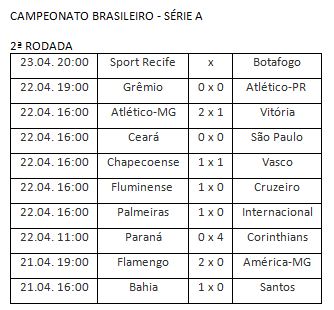 CAMPEONATO BRASILEIRO - SÉRIE A
2ª RODADA
23.04. 20:00 Sport Recife x Botafogo
22.04. 19:00 Grêmio 0 x 0 Atlético-PR
22.04. 16:00 Atlético-MG 2 x 1 Vitória
22.04. 16:00 Ceará 0 x 0 São Paulo
22.04. 16:00 Chapecoense 1 x 1 Vasco
22.04. 16:00 Fluminense 1 x 0 Cruzeiro
22.04. 16:00 Palmeiras 1 x 0 Internacional
22.04. 11:00 Paraná 0 x 4 Corinthians
21.04. 19:00 Flamengo 2 x 0 América-MG
21.04. 16:00 Bahia 1 x 0 Santos